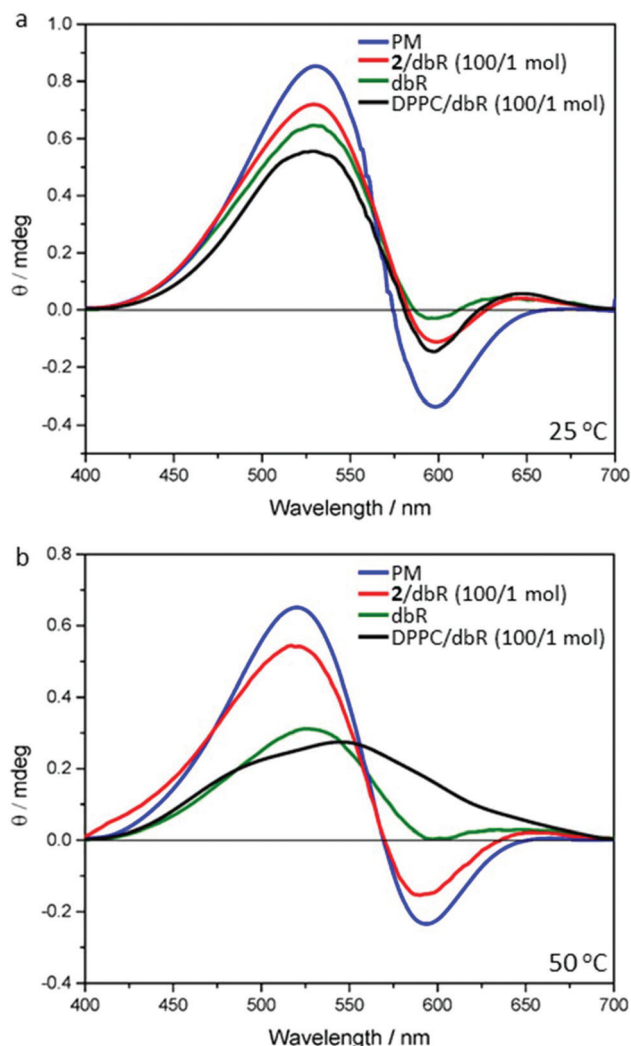 a
1.0
0.8
0.6
0.4
0.2
0.0
-0.2
-0.4
θ / mdeg
PM
2/dbR (100/1 mol)
dbR
DPPC/dbR (100/1 mol)
25 °C
400 450 500 550 600 650 700
Wavelength / nm
b
0.8
0.6
0.4
0.2
0.0
-0.2
-0.4
θ / mdeg
PM
2/dbR (100/1 mol)
dbR
DPPC/dbR (100/1 mol)
50 °C
400 450 500 550 600 650 700
Wavelength / nm